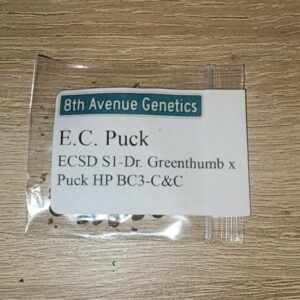 8th Avenue Genetics
E.C. Puck
ECSD S1-Dr. Greenthumb x
Puck HP BC3-C&C